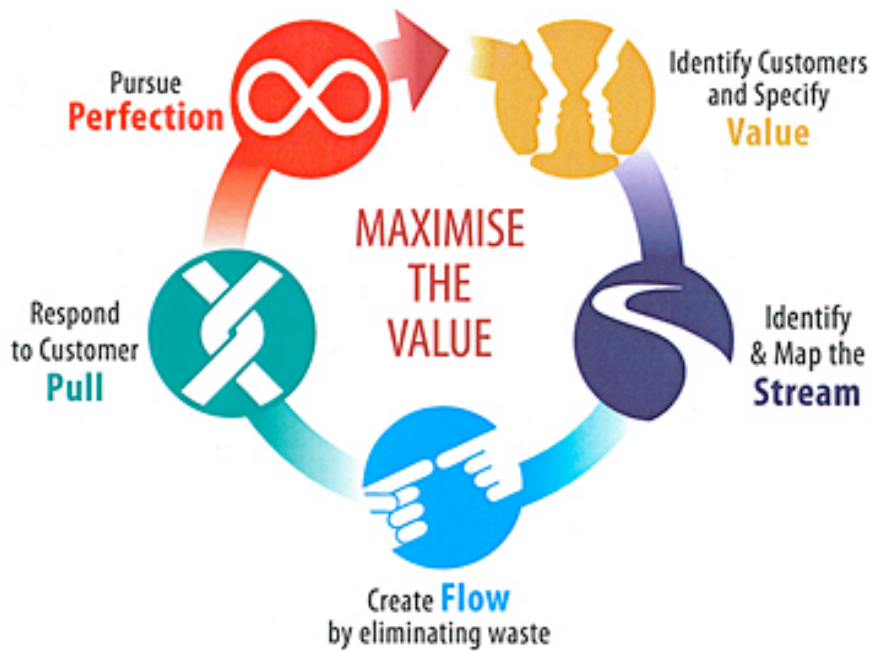 Pursue
Perfection
Identify Customers
and Specify
Value
MAXIMISE
THE
VALUE
Respond
to Customer
Pull
Identify
& Map the
Stream
Create Flow
by eliminating waste